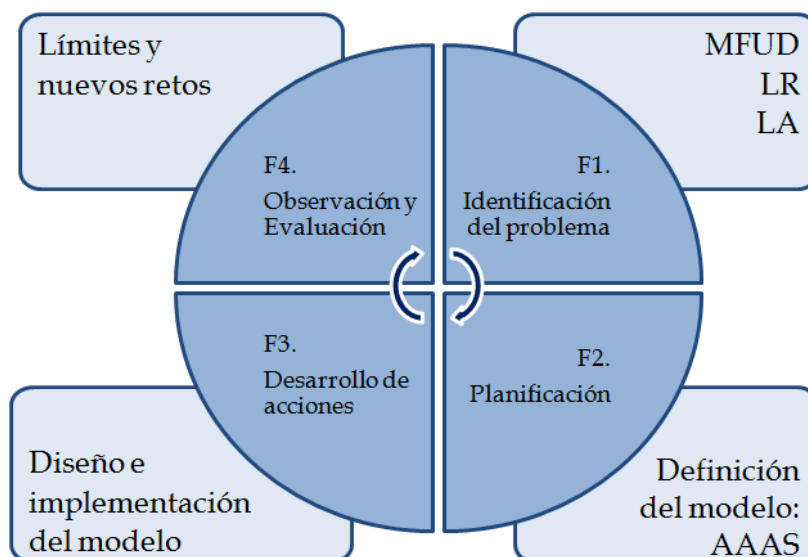 Límites y
nuevos retos
MFUD
LR
LA
F4.
Observación y
Evaluación
F1.
Identificación
del problema
F3.
Desarrollo de
acciones
F2.
Planificación
Diseño e
implementación
del modelo
Definición
del modelo:
AAAS